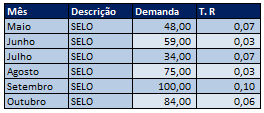 Mês Descrição Demanda T. R
Maio SELO 48,00 0,07
Junho SELO 59,00 0,03
Julho SELO 34,00 0,07
Agosto SELO 75,00 0,03
Setembro SELO 100,00 0,10
Outubro SELO 84,00 0,06